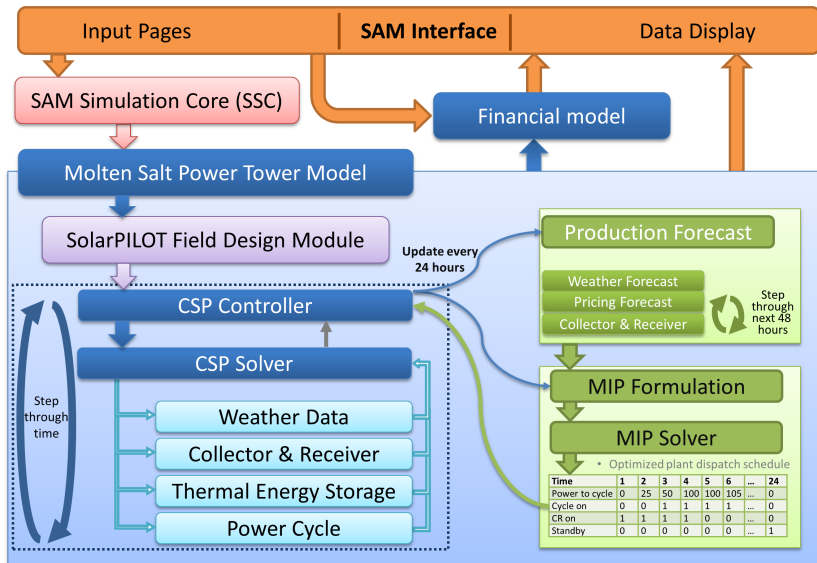 Input Pages
SAM Interface
Data Display
SAM Simulation Core (SSC)
Financial model
Molten Salt Power Tower Model
SolarPILOT Field Design Module
Update every
24 hours
Production Forecast
Weather Forecast
Pricing Forecast
Collector & Receiver
Step
through
next 48
hours
CSP Controller
CSP Solver
Step
through
time
Weather Data
Collector & Receiver
Thermal Energy Storage
Power Cycle
MIP Formulation
MIP Solver
• Optimized plant dispatch schedule
Time 1 2 3 4 5 6 ... 24
Power to cycle 0 25 50 100 100 105 ... 0
Cycle on 0 0 1 1 1 1 ... 0
CR on 1 1 1 1 0 0 ... 0
Standby 0 0 0 0 0 0 ... 1